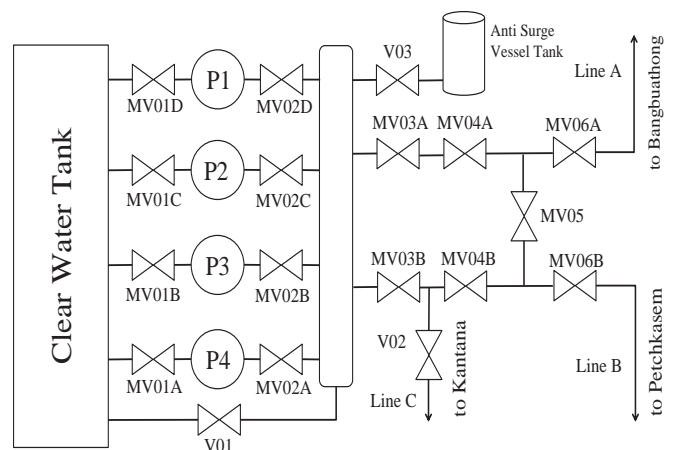 Clear Water Tank
P1
MV01D
MV02D
V03
Anti Surge
Vessel Tank
Line A
to Bangbuathong
P2
MV01C
MV02C
MV03A
MV04A
MV06A
MV05
P3
MV01B
MV02B
MV03B
MV04B
MV06B
P4
MV01A
MV02A
V02
Line C
to Kantana
Line B
to Petchkasem
V01